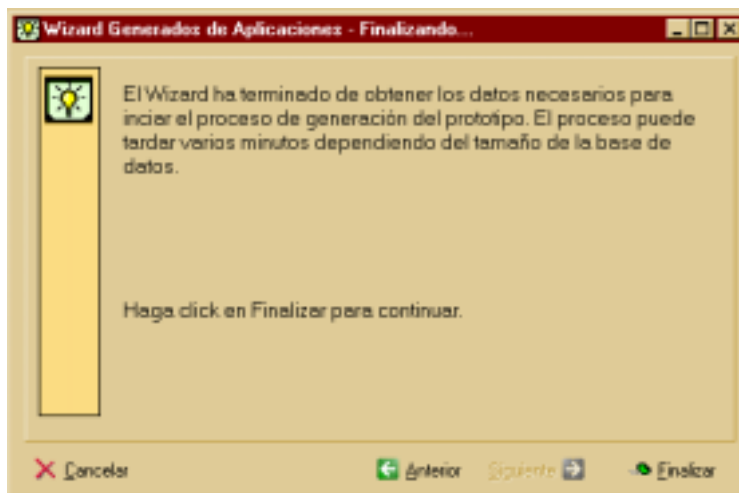 Wizard Generados de Aplicaciones - Finalizando...
El Wizard ha terminado de obtener los datos necesarios para
inciar el proceso de generación del prototipo. El proceso puede
tardar varios minutos dependiendo del tamaño de la base de
datos.
Haga click en Finalizar para continuar.
Cancelar Anterior Siguiente Finalizar